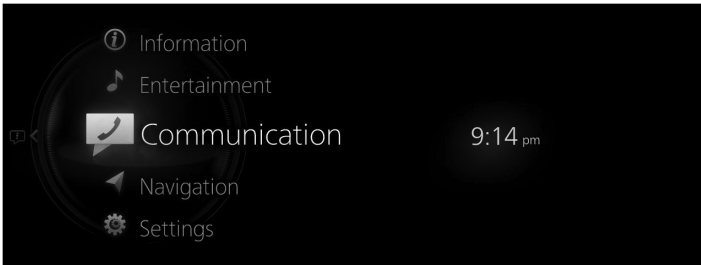 Information
Entertainment
Communication
9:14 pm
Navigation
Settings